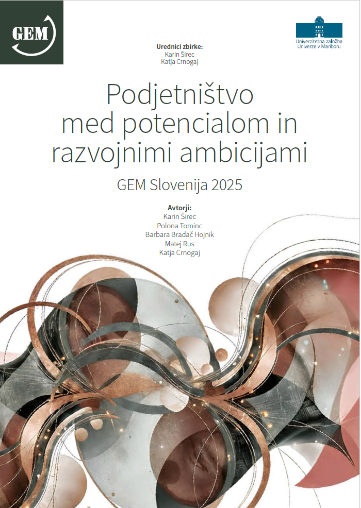 GEM
Urednici zbirke:
Karin Širec
Katja Crnogaj
Univerzitetna založba
Univerze v Mariboru
Podjetništvo
med potencialom in
razvojnimi ambicijami
GEM Slovenija 2025
Avtorji:
Karin Širec
Polona Tominc
Barbara Bradač Hojnik
Matej Rus
Katja Crnogaj